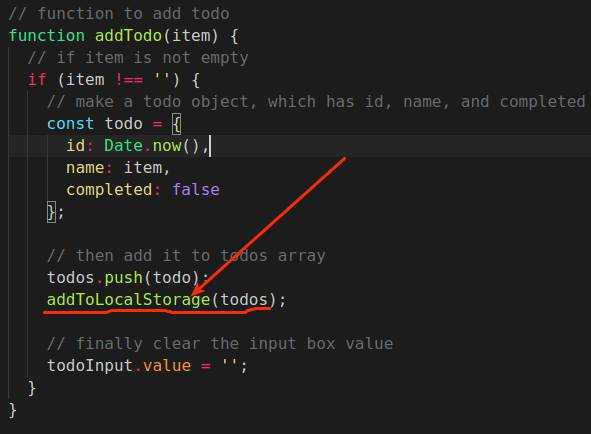 // function to add todo
function addTodo(item) {
// if item is not empty
if (item !== '') {
// make a todo object, which has id, name, and completed
const todo = {
id: Date.now(),
name: item,
completed: false
};
// then add it to todos array
todos.push(todo);
addToLocalStorage(todos);
// finally clear the input box value
todoInput.value = '';
}
}